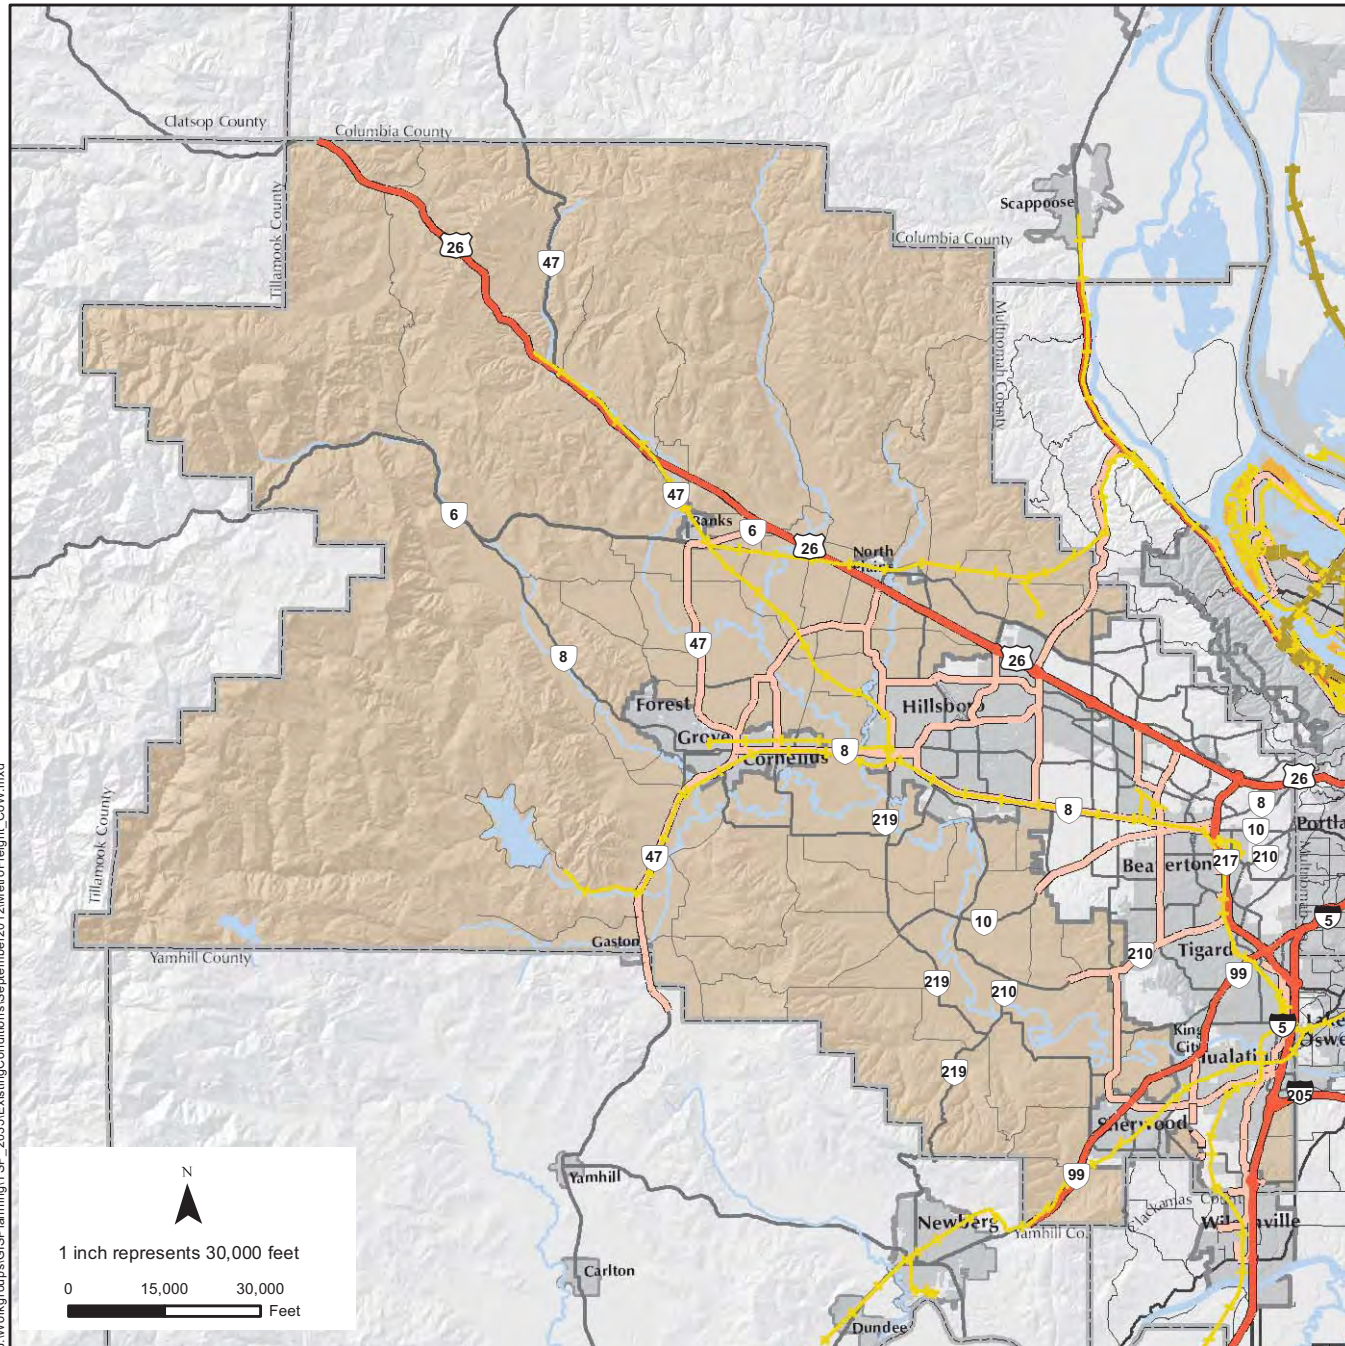 Clatsop County
Columbia County
Tillamook County
26
47
Scappoose
Columbia County
Multnomah County
6
47
Banks
6
26
North
47
8
26
Forest
Grove
Hillsboro
Cornelius
8
219
8
26
8
10
210
217
Beaverton
Multnomah
5
Tillamook County
47
10
Gaston
Yamhill County
210
Tigard
99
219
210
5
King
City
219
205
Sherwood
99
Clackamas
Yamhill
Newberg
Yamhill Co.
Carlton
Dundee
N
1 inch represents 30,000 feet
0 15,000 30,000
Feet